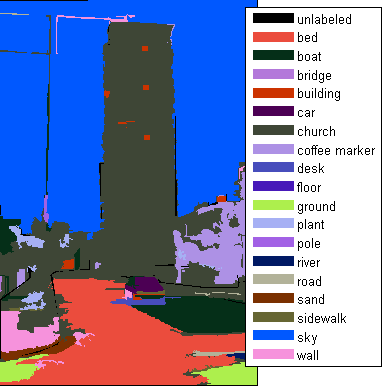 unlabeled
bed
boat
bridge
building
car
church
coffee marker
desk
floor
ground
plant
pole
river
road
sand
sidewalk
sky
wall